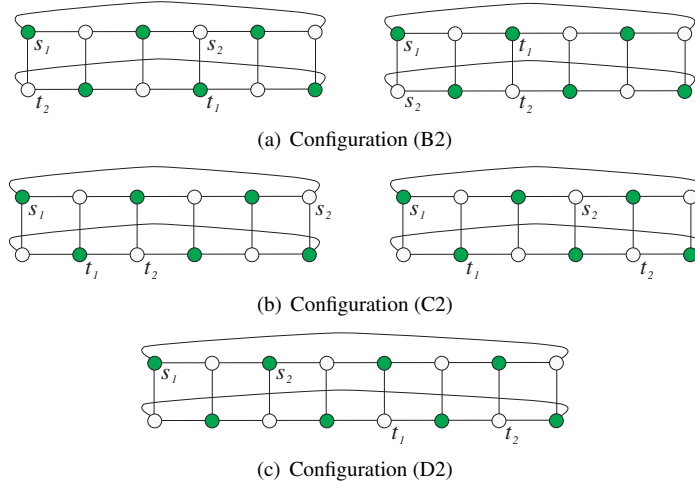 s₁ s₂ s₁ t₁
t₂ t₁ s₂ t₂
(a) Configuration (B2)
s₁ s₂ s₁ s₂
t₁ t₂ t₁ t₂
(b) Configuration (C2)
s₁ s₂
t₁ t₂
(c) Configuration (D2)